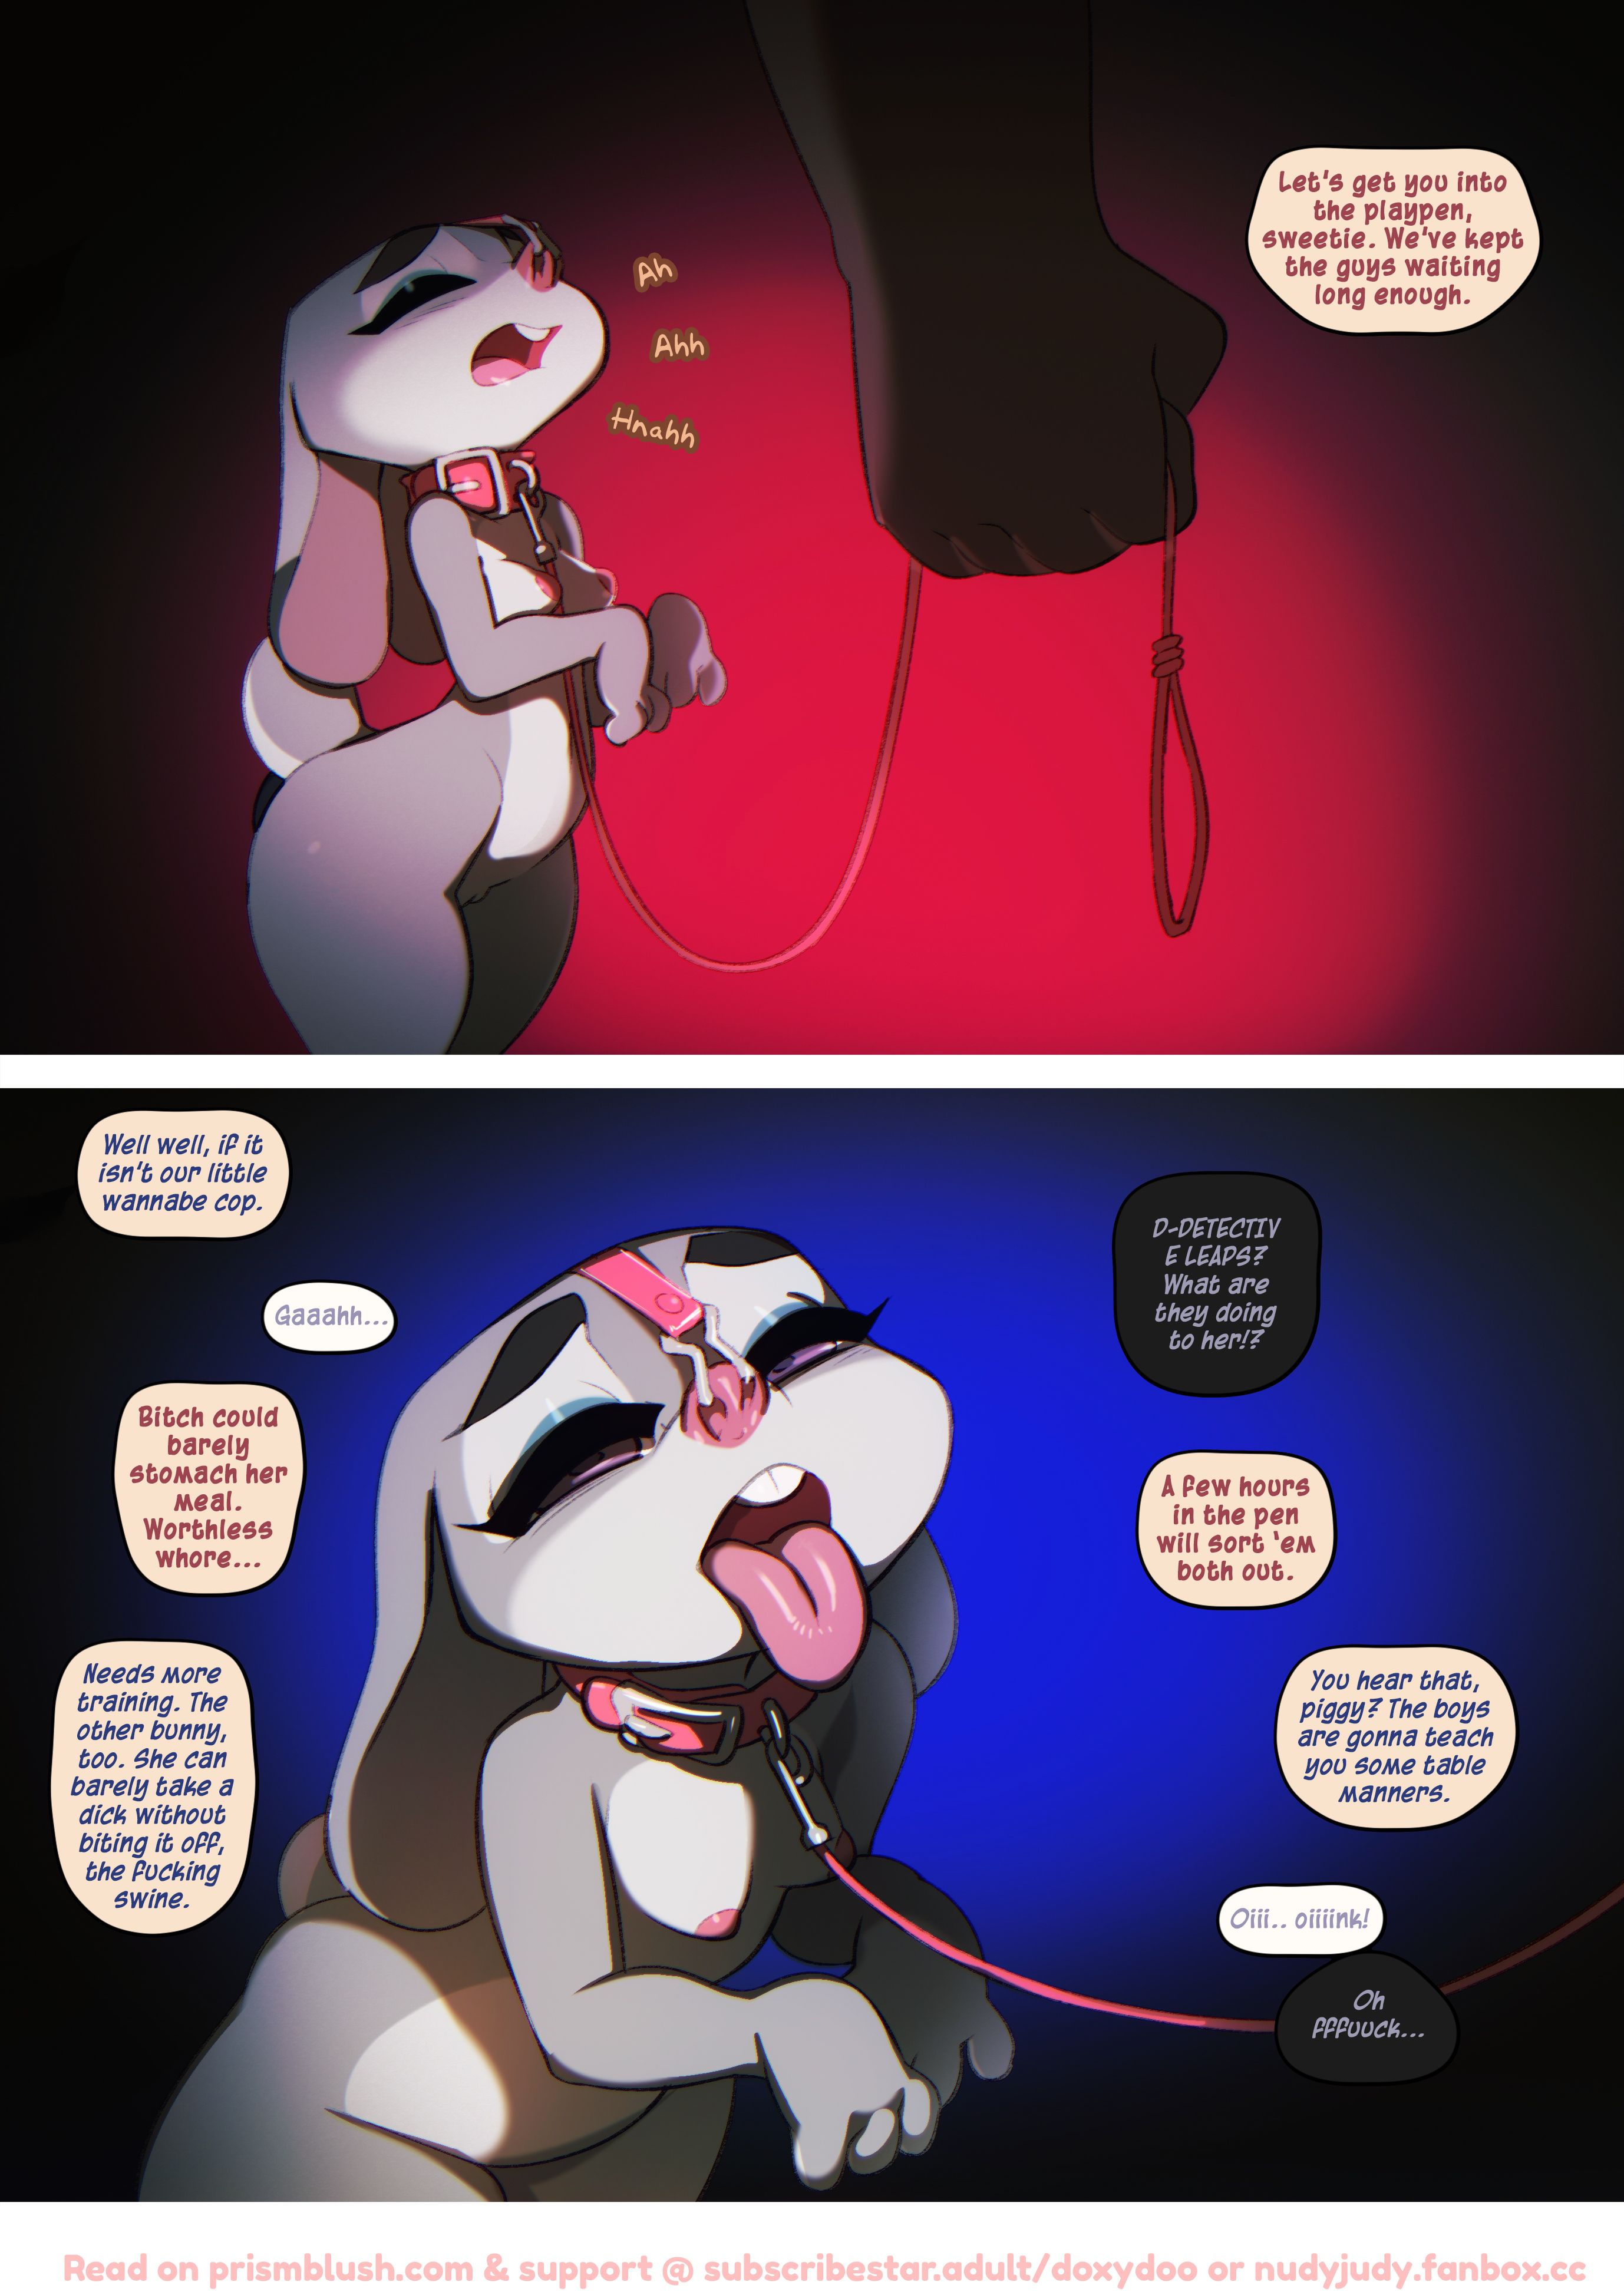 Let's get you into
the playpen,
sweetie. We've kept
the guys waiting
long enough.
Ah
Ahh
Hnahh
Well well, if it
isn't our little
wannabe cop.
Gaaahh...
D-DETECTIV
E LEAPS?
What are
they doing
to her!?
Bitch could
barely
stomach her
meal.
Worthless
whore...
A few hours
in the pen
will sort 'em
both out.
Needs more
training. The
other bunny,
too. She can
barely take a
dick without
biting it off,
the fucking
swine.
You hear that,
piggy? The boys
are gonna teach
you some table
manners.
Oiii.. oiiiink!
Oh
fffuuck...
Read on prismblush.com & support @ subscribestar.adult/doxydoo or nudyjudy.fanbox.cc